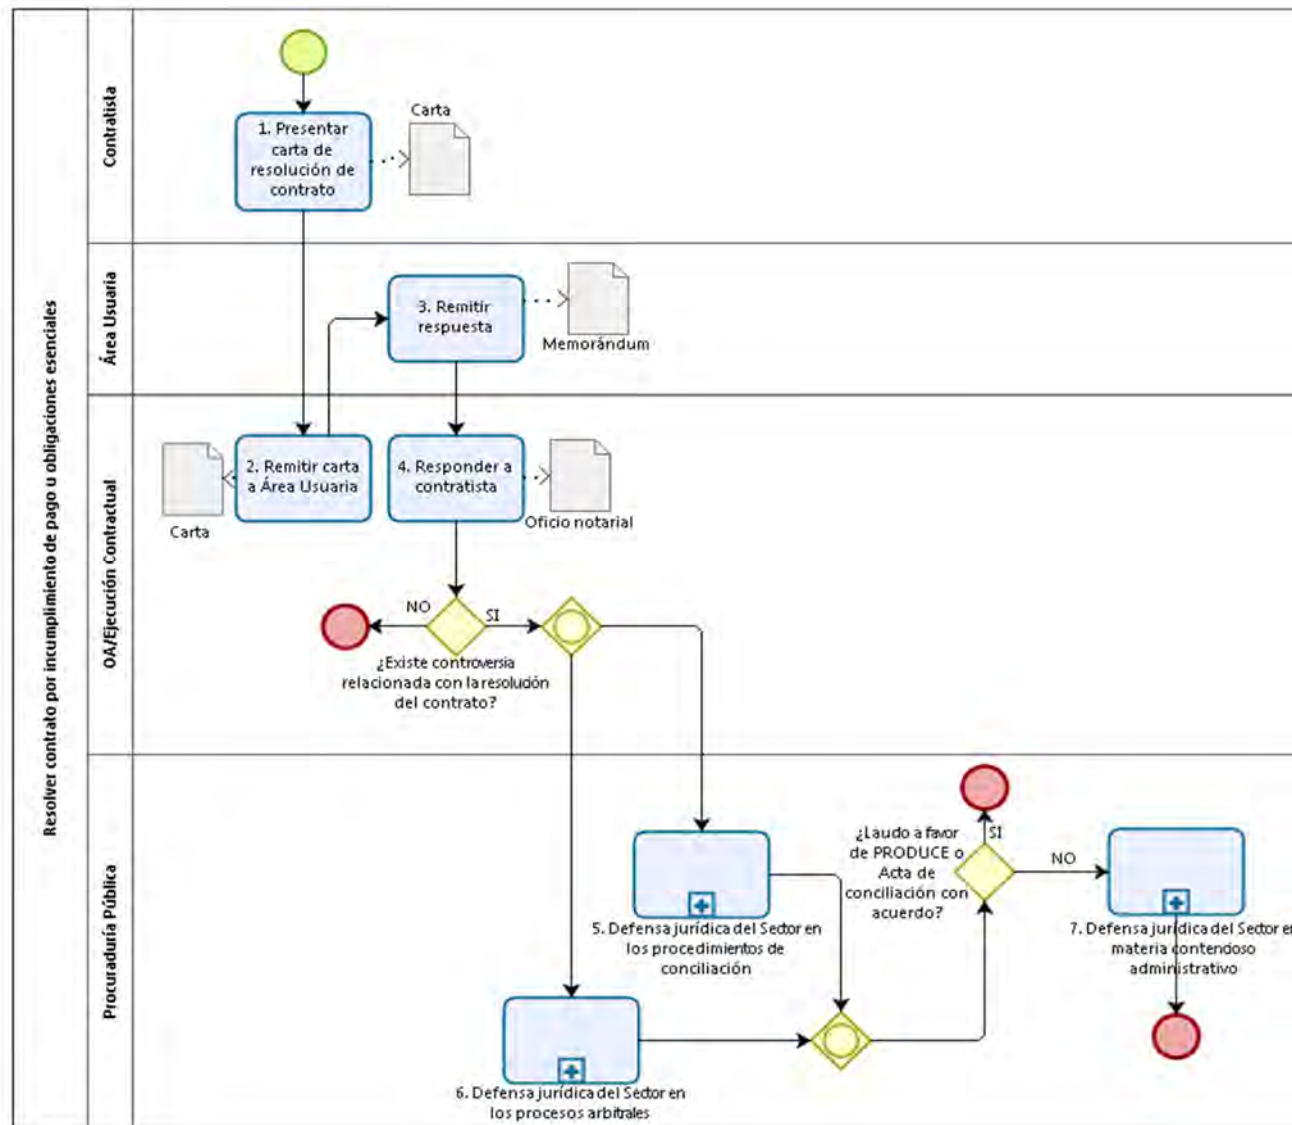 Resolver contrato por incumplimiento de pago u obligaciones esenciales
Contratista
1. Presentar
carta de
resolución de
contrato
Carta
Área Usuaria
3. Remitir
respuesta
Memorándum
OA/Ejecución Contractual
2. Remitir carta
a Área Usuaria
Carta
4. Responder a
contratista
Oficio notarial
NO
SI
¿Existe controversia
relacionada con la resolución
del contrato?
Procuraduría Pública
5. Defensa jurídica del Sector en
los procedimientos de
conciliación
6. Defensa jurídica del Sector en
los procesos arbitrales
¿Laudo a favor
de PRODUCE o
Acta de
conciliación con
acuerdo?
SI
NO
7. Defensa jurídica del Sector en
materia contencioso
administrativo